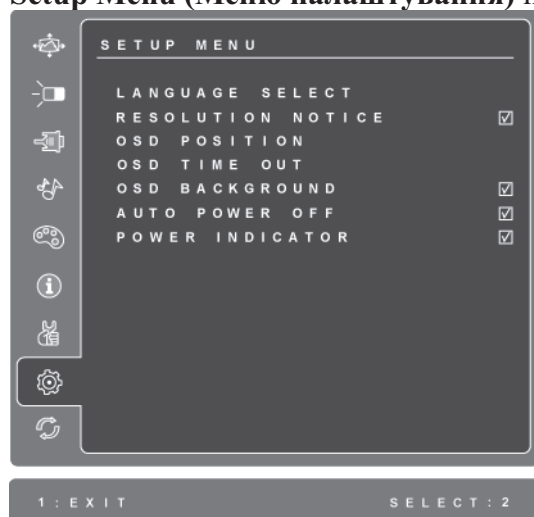 Setup Menu (Меню налаштування)
SETUP MENU
LANGUAGE SELECT
RESOLUTION NOTICE ☑
OSD POSITION
OSD TIME OUT
OSD BACKGROUND ☑
AUTO POWER OFF ☑
POWER INDICATOR ☑
1:EXIT SELECT:2